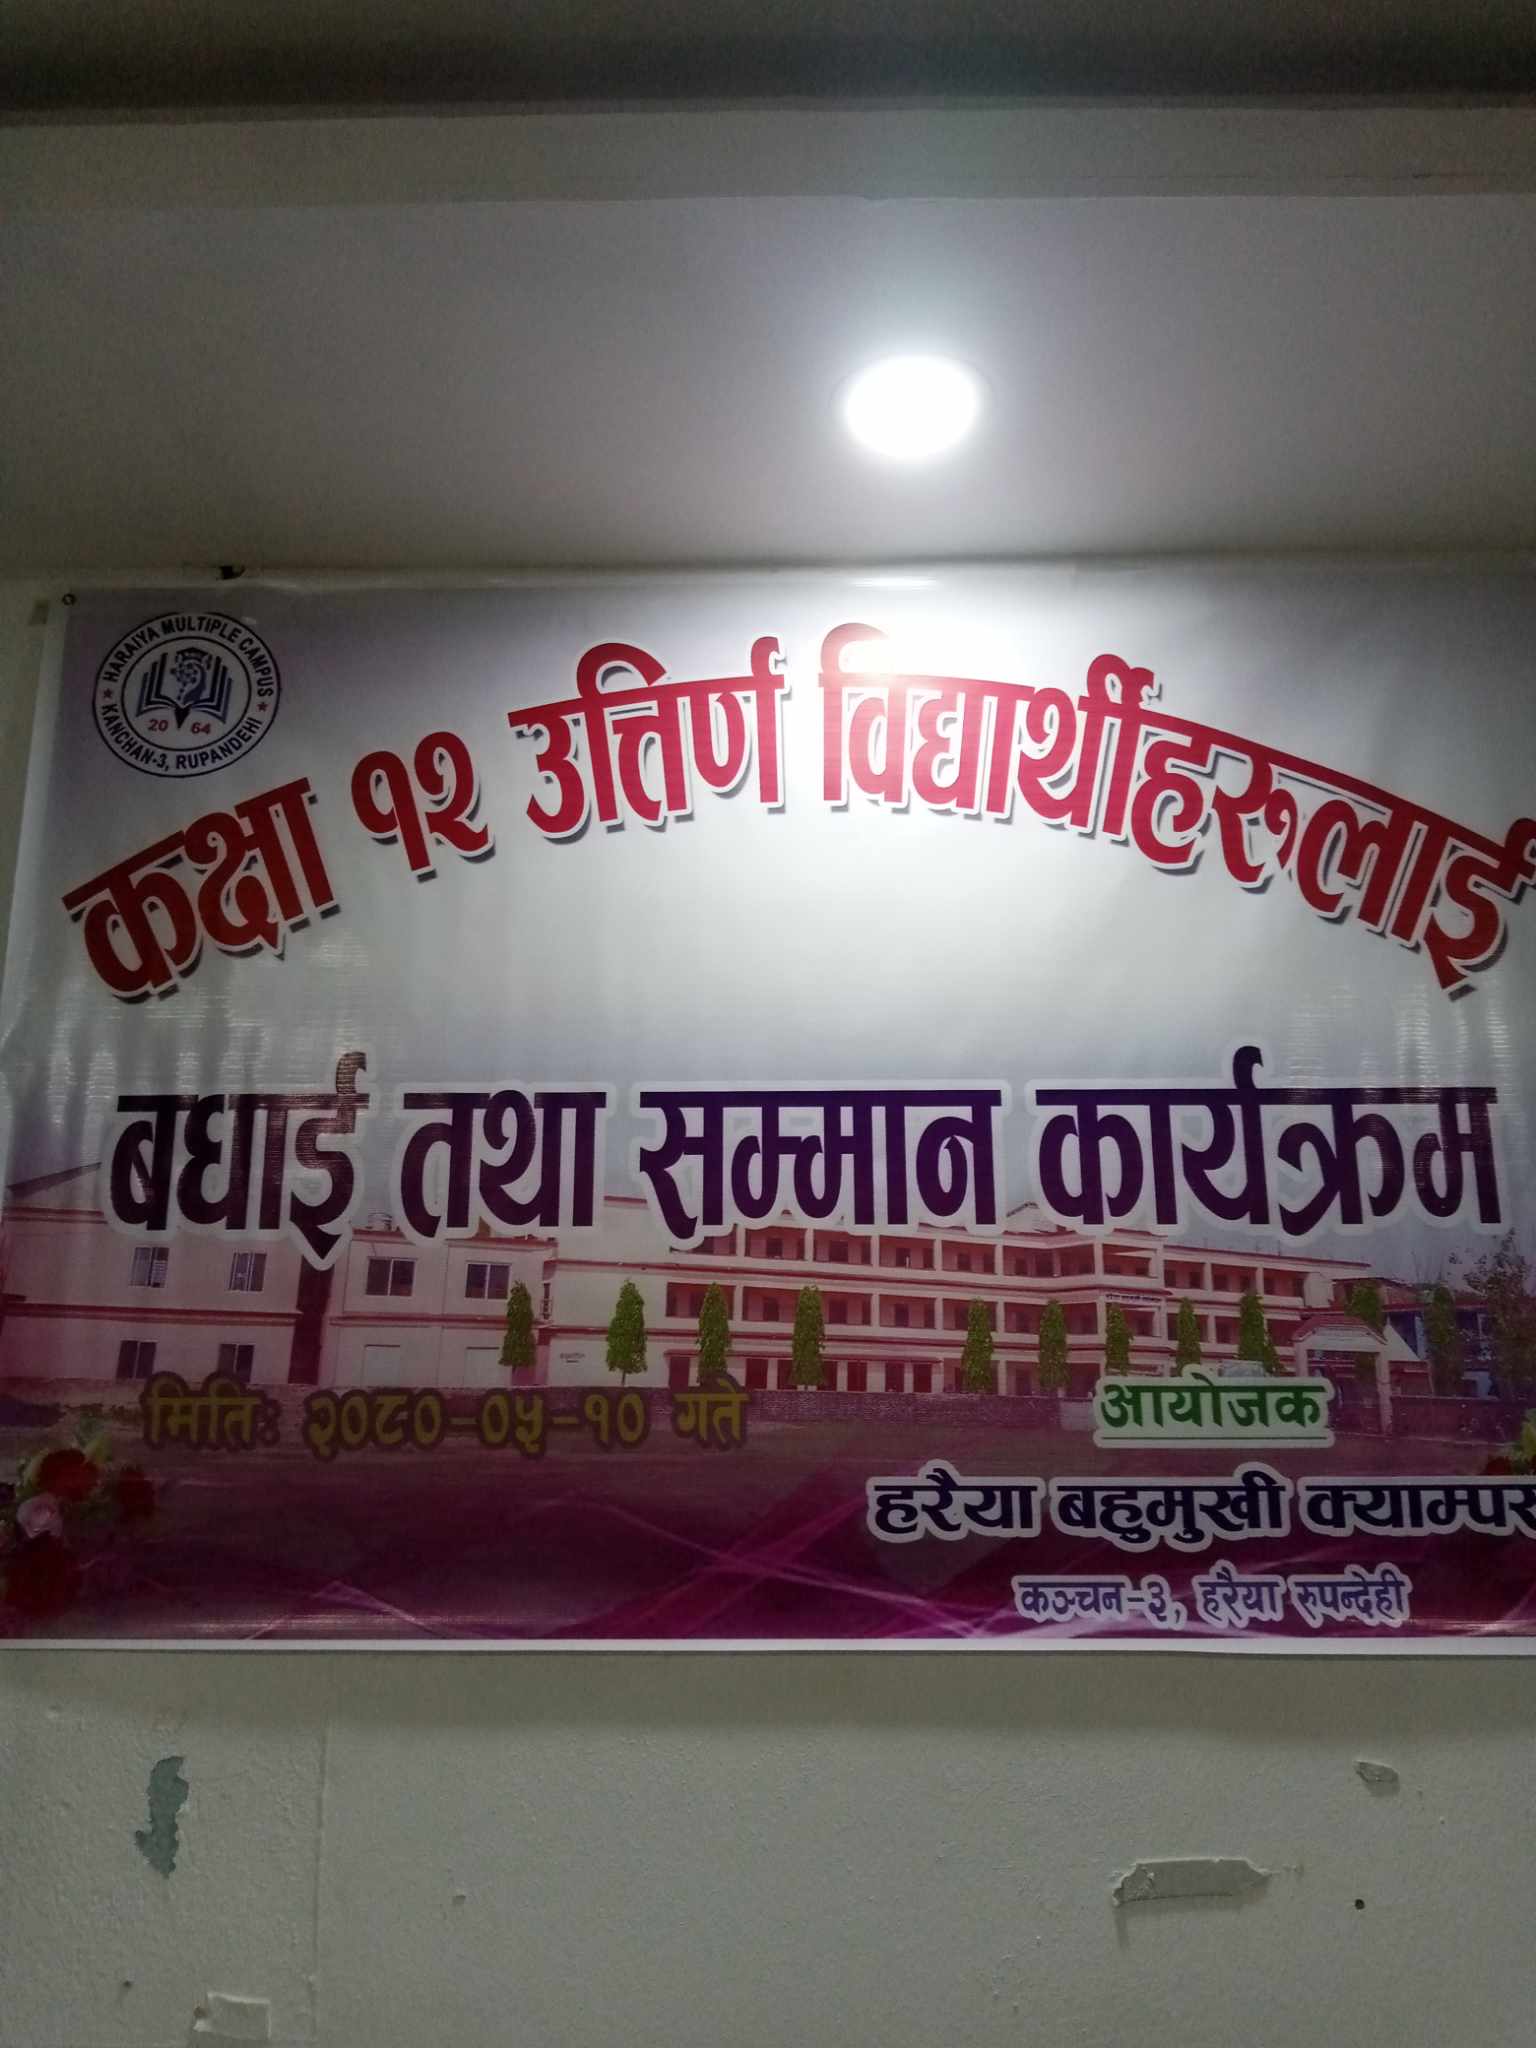 HARAIYA MULTIPLE CAMPUS
20 64
KANCHAN-3, RUPANDEHI
कक्षा १२ उत्तिर्ण विद्यार्थीहरूलाई
बधाई तथा सम्मान कार्यक्रम
मितिः २०८०-०५-१० गते
आयोजक
हरैया बहुमुखी क्याम्पस
कञ्चन-३, हरैया रुपन्देही